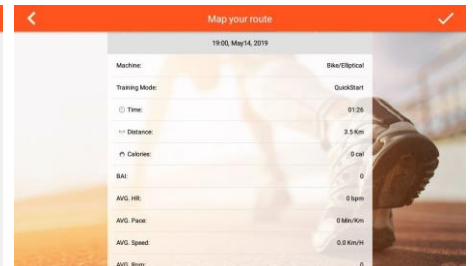 Map your route
19:00, May14, 2019
Machine: Bike/Elliptical
Training Mode: QuickStart
Time: 01:26
Distance: 3.5 Km
Calories: 0 cal
BAI: 0
AVG. HR: 0 bpm
AVG. Pace: 0 Min/Km
AVG. Speed: 0.0 Km/H
AVG. Rpm: 0